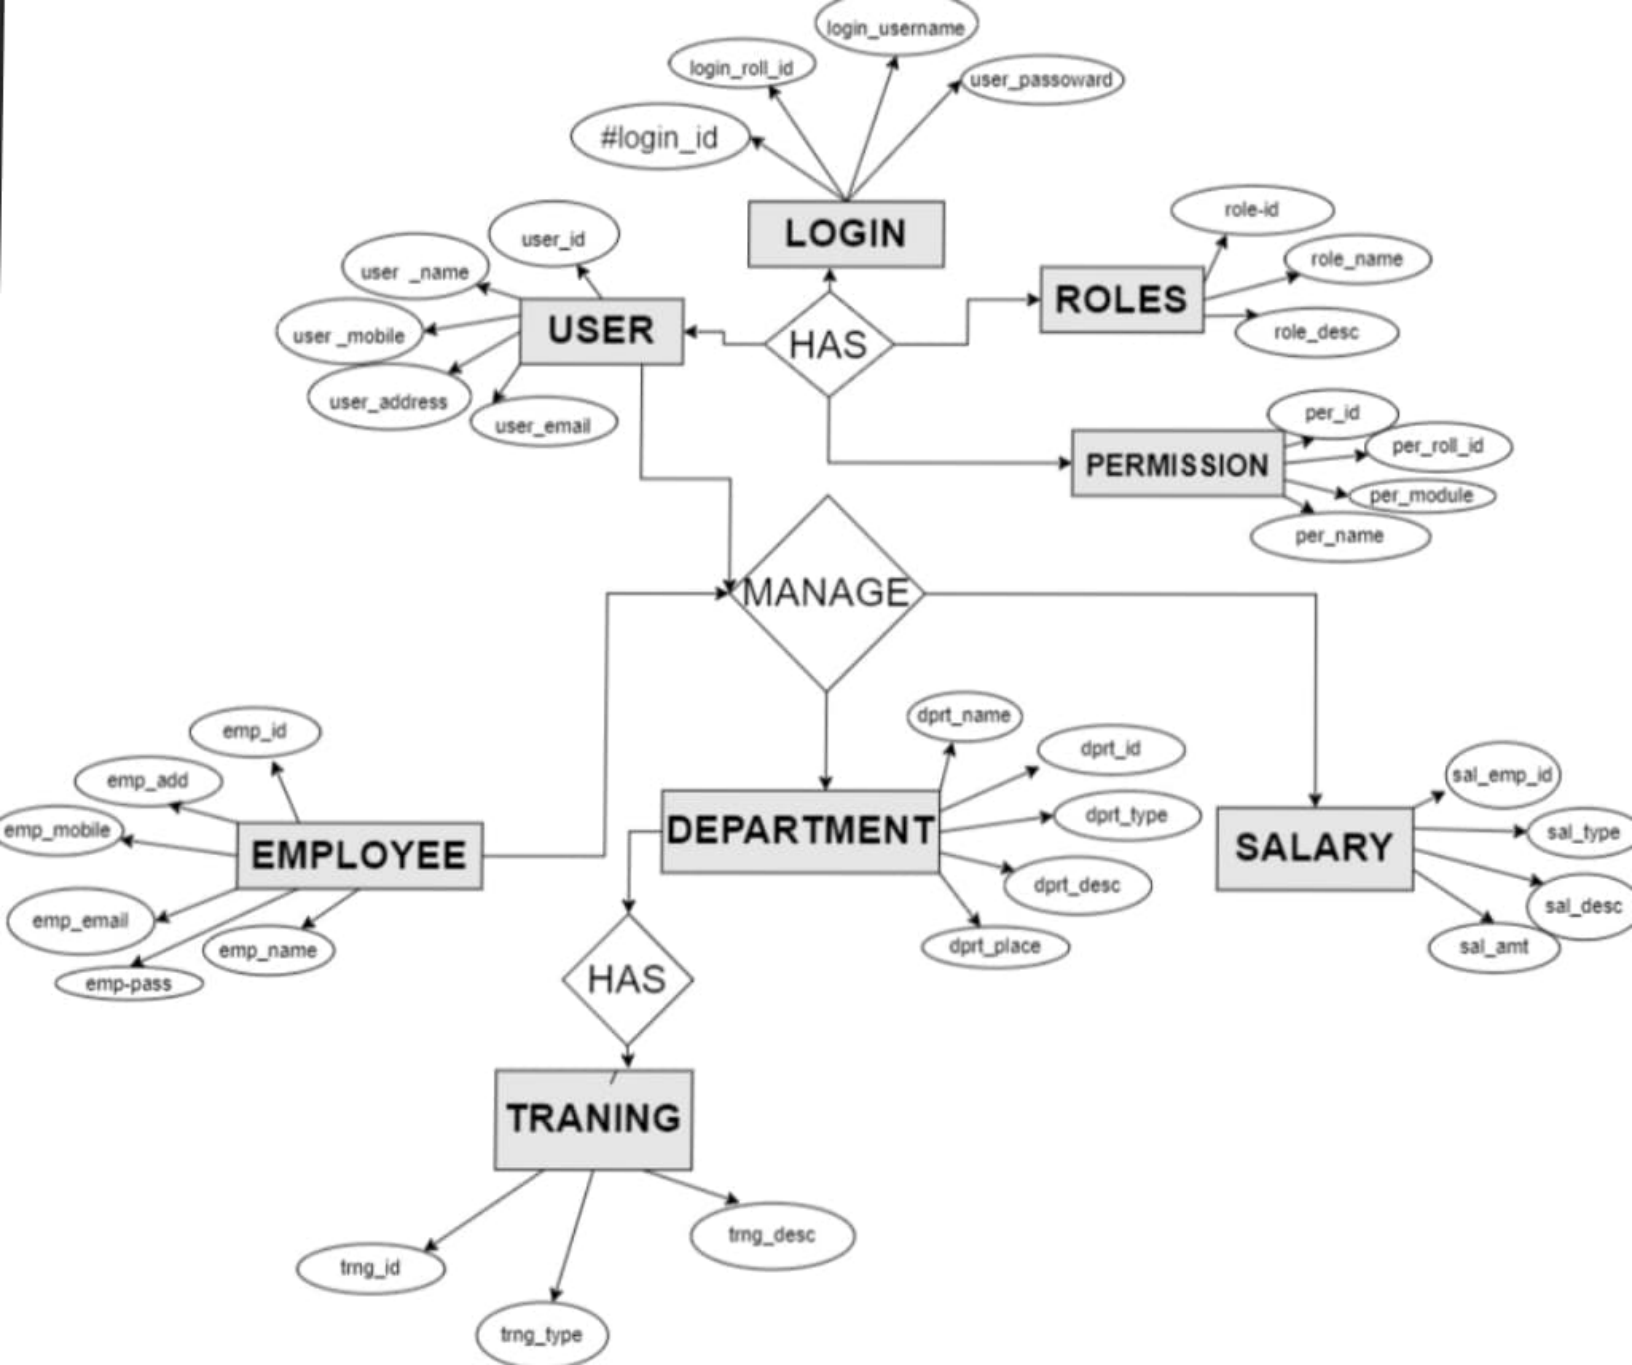 login_username
login_roll_id
user_passoward
#login_id
LOGIN
role-id
role_name
ROLES
role_desc
user_id
user _name
user _mobile
USER
user_address
user_email
HAS
per_id
per_roll_id
PERMISSION
per_module
per_name
MANAGE
emp_id
emp_add
emp_mobile
EMPLOYEE
emp_email
emp_name
emp-pass
dprt_name
dprt_id
dprt_type
DEPARTMENT
dprt_desc
dprt_place
sal_emp_id
sal_type
SALARY
sal_desc
sal_amt
HAS
TRANING
trng_desc
trng_id
trng_type